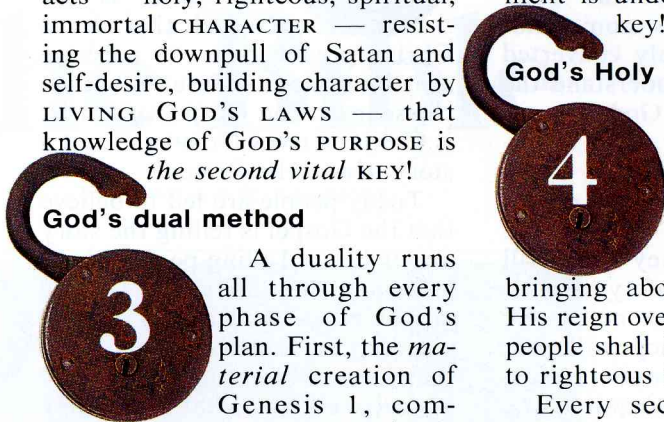 acts — holy, righteous, spiritual,
immortal CHARACTER — resist-
ing the downpull of Satan and
self-desire, building character by
LIVING GOD'S LAWS — that
knowledge of GOD'S PURPOSE is
the second vital KEY!
God's dual method
3
A duality runs
all through every
phase of God's
plan. First, the ma-
terial creation of
Genesis 1, com-
key!
God's Holy
4
bringing abo
His reign ove
people shall
to righteous
Every sec